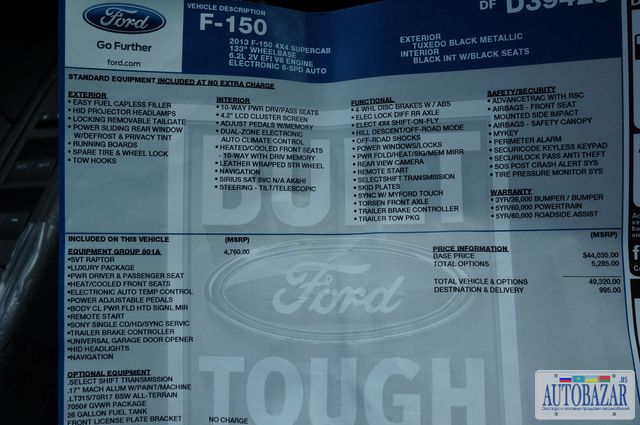 Ford
Go Further
ford.com
VEHICLE DESCRIPTION
F-150
2013 F-150 4X4 SUPERCAB
133" WHEELBASE
6.2L 2V EFI V8 ENGINE
ELECTRONIC 6-SPD AUTO
DF
EXTERIOR
TUXEDO BLACK METALLIC
INTERIOR
BLACK INT W/BLACK SEATS
STANDARD EQUIPMENT INCLUDED AT NO EXTRA CHARGE
EXTERIOR
• EASY FUEL CAPLESS FILLER
• HID PROJECTOR HEADLAMPS
• LOCKING REMOVABLE TAILGATE
• POWER SLIDING REAR WINDOW
W/DEFROST & PRIVACY TINT
• RUNNING BOARDS
• SPARE TIRE & WHEEL LOCK
• TOW HOOKS
INTERIOR
• 10-WAY PWR DRV/PASS SEATS
• 4.2" LCD CLUSTER SCREEN
• ADJUST PEDALS W/MEMORY
• DUAL-ZONE ELECTRONIC
AUTO CLIMATE CONTROL
• HEATED/COOLED FRONT SEATS
- 10-WAY WITH DRIV MEMORY
• LEATHER WRAPPED STR WHEEL
• NAVIGATION
• SIRIUS SAT SVC N/A AK&HI
• STEERING - TILT/TELESCOPIC
FUNCTIONAL
• 4-WHL DISC BRAKES W / ABS
• ELEC LOCK DIFF RR AXLE
• ELECT 4X4 SHIFT-ON-FLY
• HILL DESCENT/OFF-ROAD MODE
• OFF-ROAD SHOCKS
• POWER WINDOWS/LOCKS
• PWR FOLD/HEAT/SIG/MEM MIRR
• REAR VIEW CAMERA
• REMOTE START
• SELECTSHIFT TRANSMISSION
• SKID PLATES
• SYNC W/ MYFORD TOUCH
• TORSEN FRONT AXLE
• TRAILER BRAKE CONTROLLER
• TRAILER TOW PKG
SAFETY/SECURITY
• ADVANCETRAC WITH RSC
• AIRBAGS - FRONT SEAT
MOUNTED SIDE IMPACT
• AIRBAGS - SAFETY CANOPY
• MYKEY
• PERIMETER ALARM
• SECURICODE KEYLESS KEYPAD
• SECURILOCK PASS ANTI THEFT
• SOS POST CRASH ALERT SYS
• TIRE PRESSURE MONITOR SYS
WARRANTY
• 3YR/36,000 BUMPER / BUMPER
• 5YR/60,000 POWERTRAIN
• 5YR/60,000 ROADSIDE ASSIST
BUILT
Ford
TOUGH
INCLUDED ON THIS VEHICLE (MSRP)
EQUIPMENT GROUP 801A 4,760.00
• SVT RAPTOR
• LUXURY PACKAGE
• PWR DRIVER & PASSENGER SEAT
• HEAT/COOLED FRONT SEATS
• ELECTRONIC AUTO TEMP CONTROL
• POWER ADJUSTABLE PEDALS
• BODY CL PWR FLD HTD SIGNL MIR
• REMOTE START
• SONY SINGLE CD/HD/SYNC SERVIC
• TRAILER BRAKE CONTROLLER
• UNIVERSAL GARAGE DOOR OPENER
• HID HEADLIGHTS
• NAVIGATION
OPTIONAL EQUIPMENT
.SELECT SHIFT TRANSMISSION
.17" MACH ALUM W/PAINT/MACHINE
.LT315/70R17 BSW ALL-TERRAIN
7050# GVWR PACKAGE
26 GALLON FUEL TANK
FRONT LICENSE PLATE BRACKET NO CHARGE
(MSRP)
PRICE INFORMATION
BASE PRICE $44,035.00
TOTAL OPTIONS 5,285.00
TOTAL VEHICLE & OPTIONS 49,320.00
DESTINATION & DELIVERY 995.00
AUTOBAZAR.US
Экспорт и оптовые продажи автомобилей